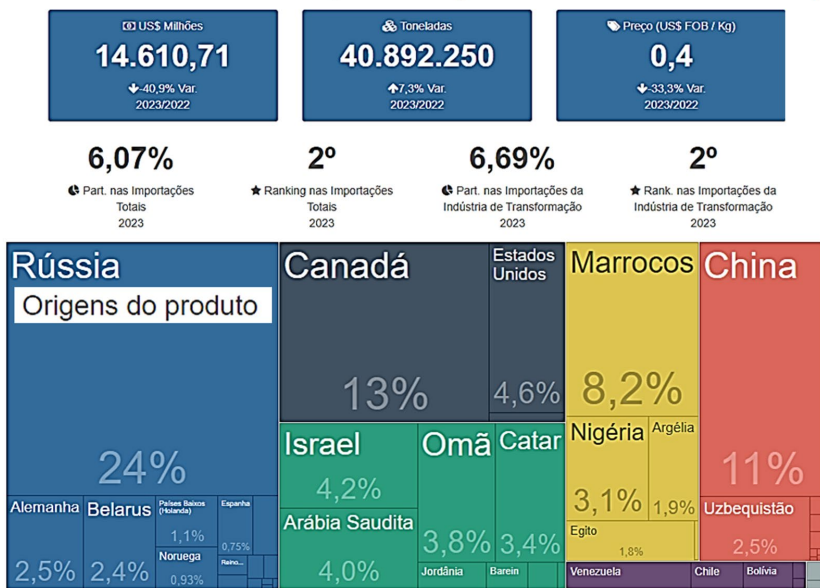 US$ Milhões
14.610,71
-40,9% Var.
2023/2022
Toneladas
40.892.250
7,3% Var.
2023/2022
Preço (US$ FOB / Kg)
0,4
-33,3% Var.
2023/2022
6,07%
Part. nas Importações
Totais
2023
2º
Ranking nas Importações
Totais
2023
6,69%
Part. nas Importações da
Indústria de Transformação
2023
2º
Rank. nas Importações da
Indústria de Transformação
2023
Rússia
Origens do produto
24%
Alemanha
2,5%
Belarus
2,4%
Países Baixos
(Holanda)
1,1%
Noruega
0,93%
Espanha
0,75%
Reino...
Canadá
13%
Estados
Unidos
4,6%
Israel
4,2%
Arábia Saudita
4,0%
Omã
3,8%
Catar
3,4%
Jordânia
Barein
Marrocos
8,2%
Nigéria
3,1%
Argélia
1,9%
Egito
1,8%
China
11%
Uzbequistão
2,5%
Venezuela
Chile
Bolívia